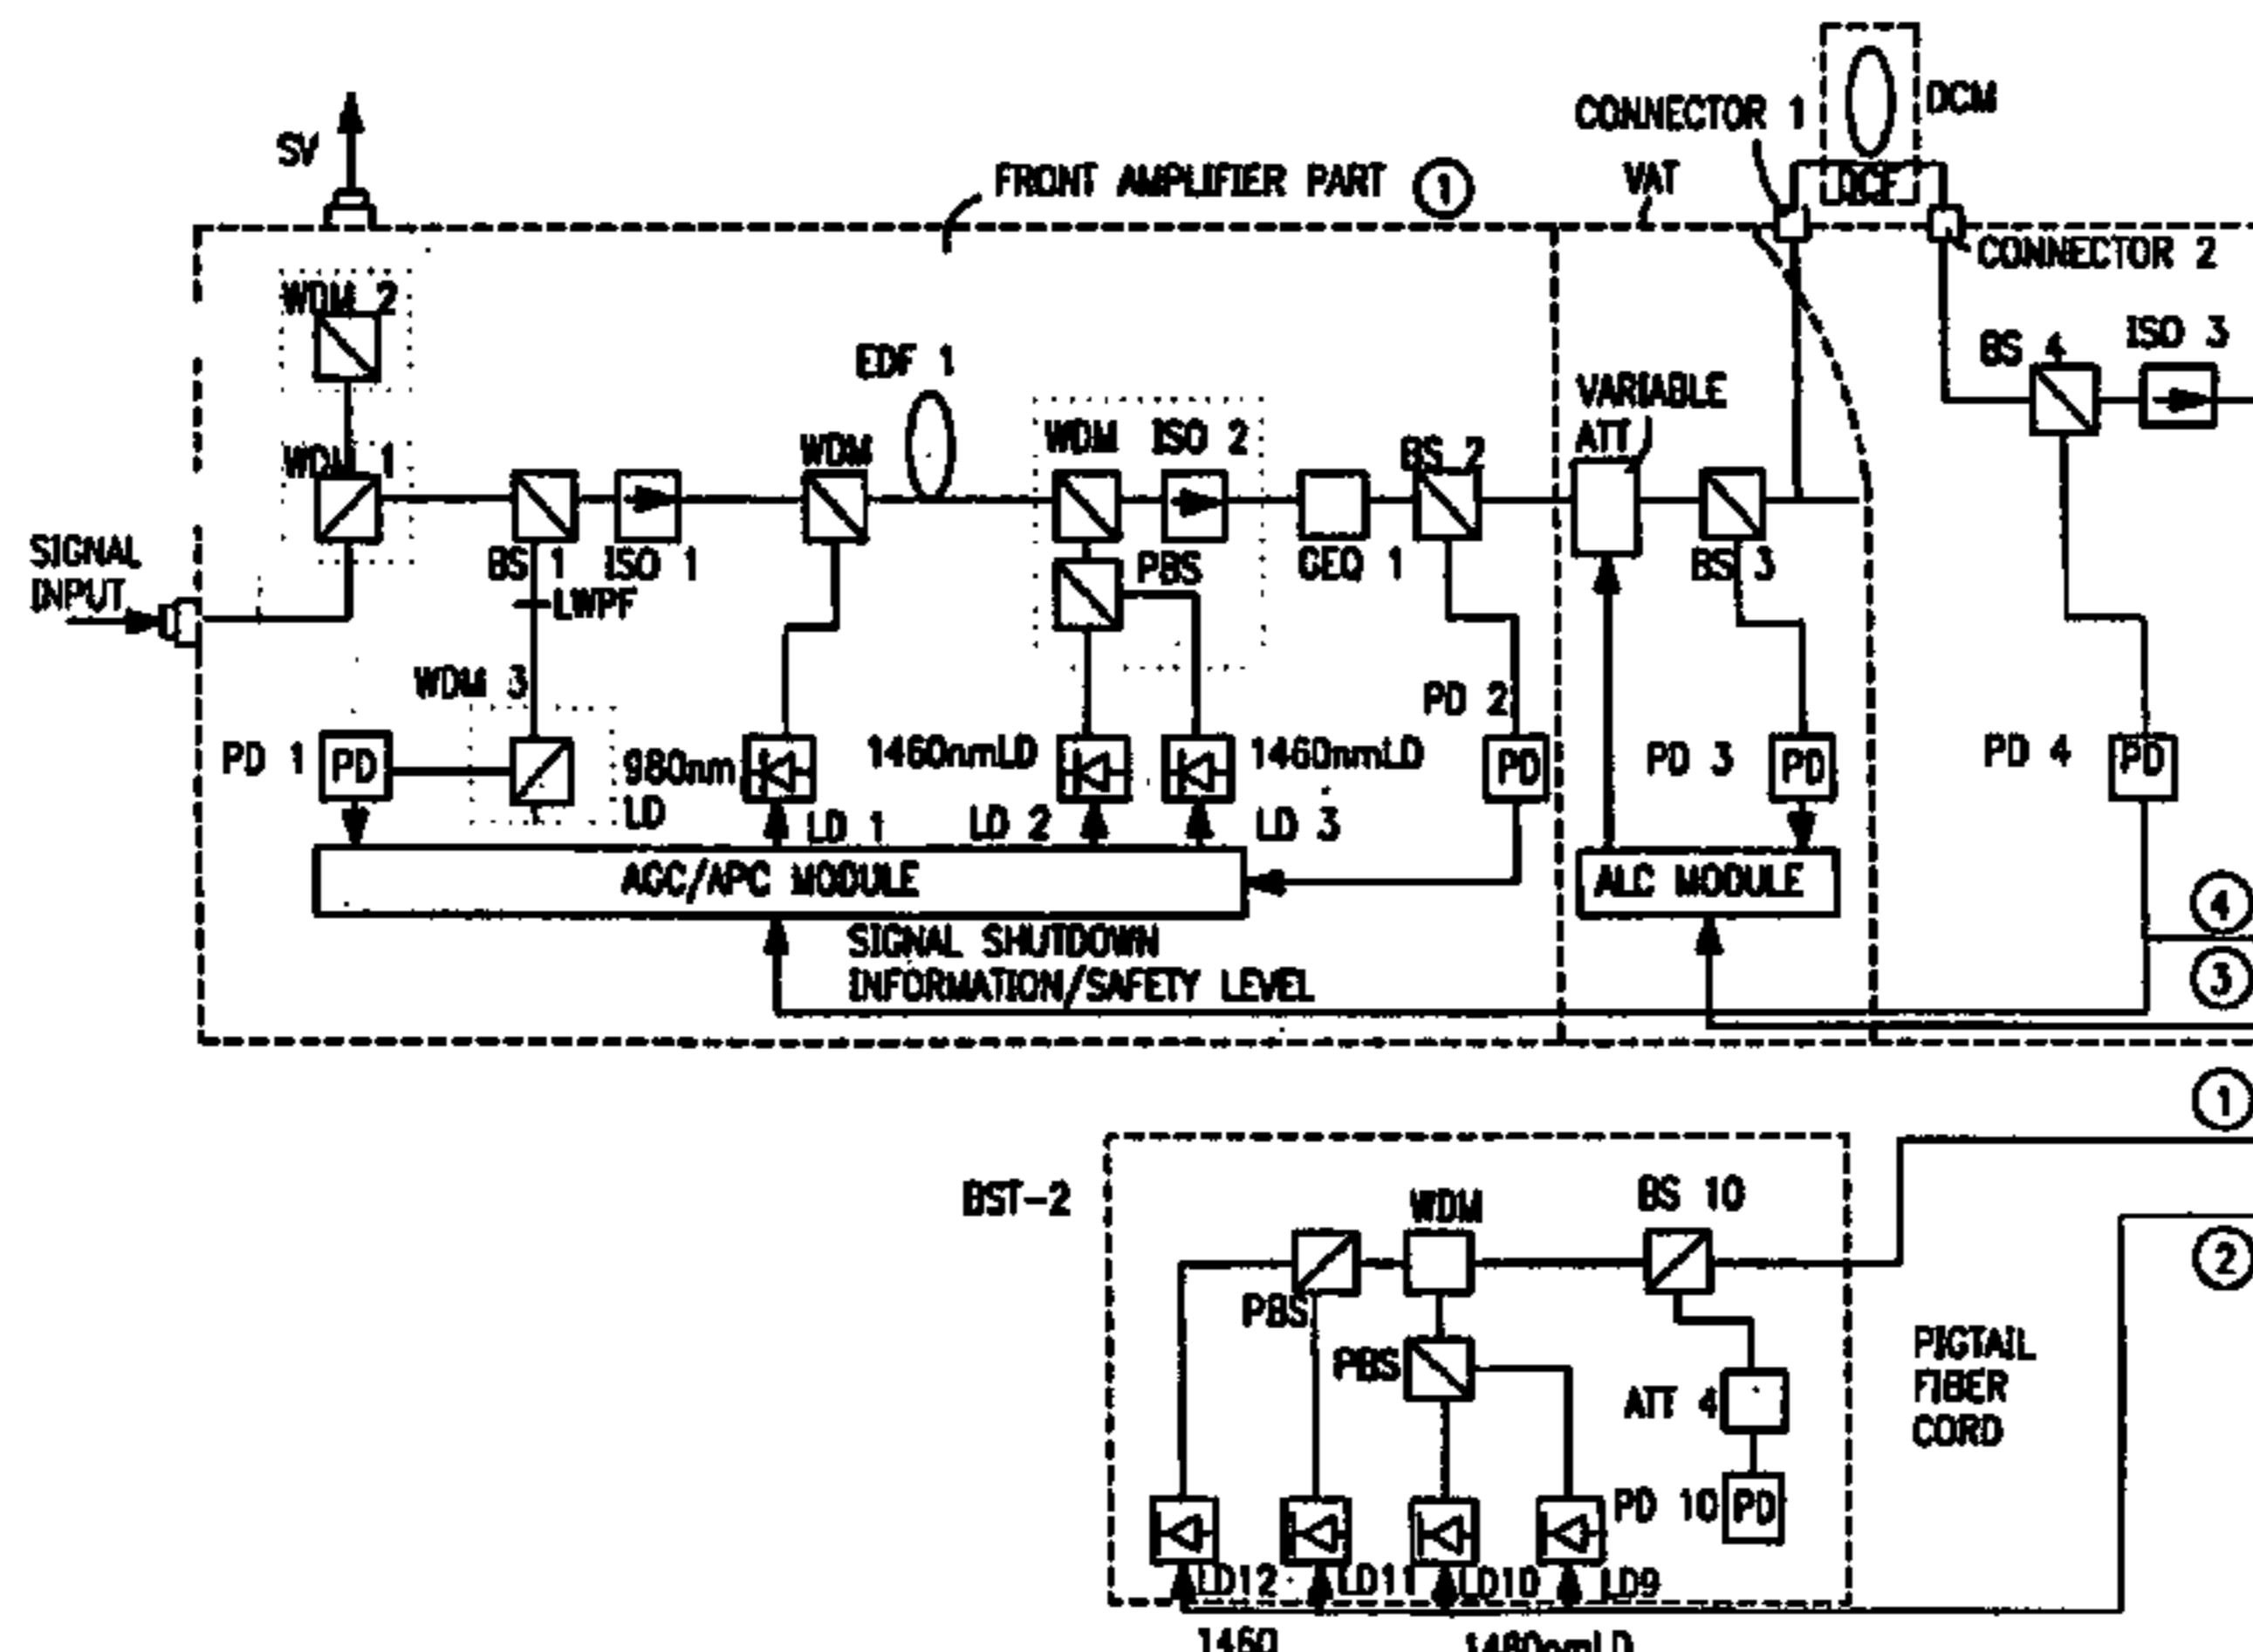 CONNECTOR 1
DCM
SV
FRONT AMPLIFIER PART ①
VAT
DCF
CONNECTOR 2
WDM 2
EDF 1
BS 4
ISO 3
VARIABLE
ATT
WDM 1
WDM
WDM
ISO 2
BS 2
SIGNAL
INPUT
BS 1
ISO 1
PBS
GEQ 1
BS 3
LWPF
WDM 3
PD 2
PD 1
PD
980nm
LD
1460nmLD
1460nmLD
PD
PD 3
PD
PD 4
PD
LD 1
LD 2
LD 3
AGC/APC MODULE
ALC MODULE
④
SIGNAL SHUTDOWN
INFORMATION/SAFETY LEVEL
③
①
BST-2
WDM
BS 10
②
PBS
PBS
ATT 4
PIGTAIL
FIBER
CORD
PD 10
PD
LD12
LD11
LD10
LD9
1460
1480nmLD